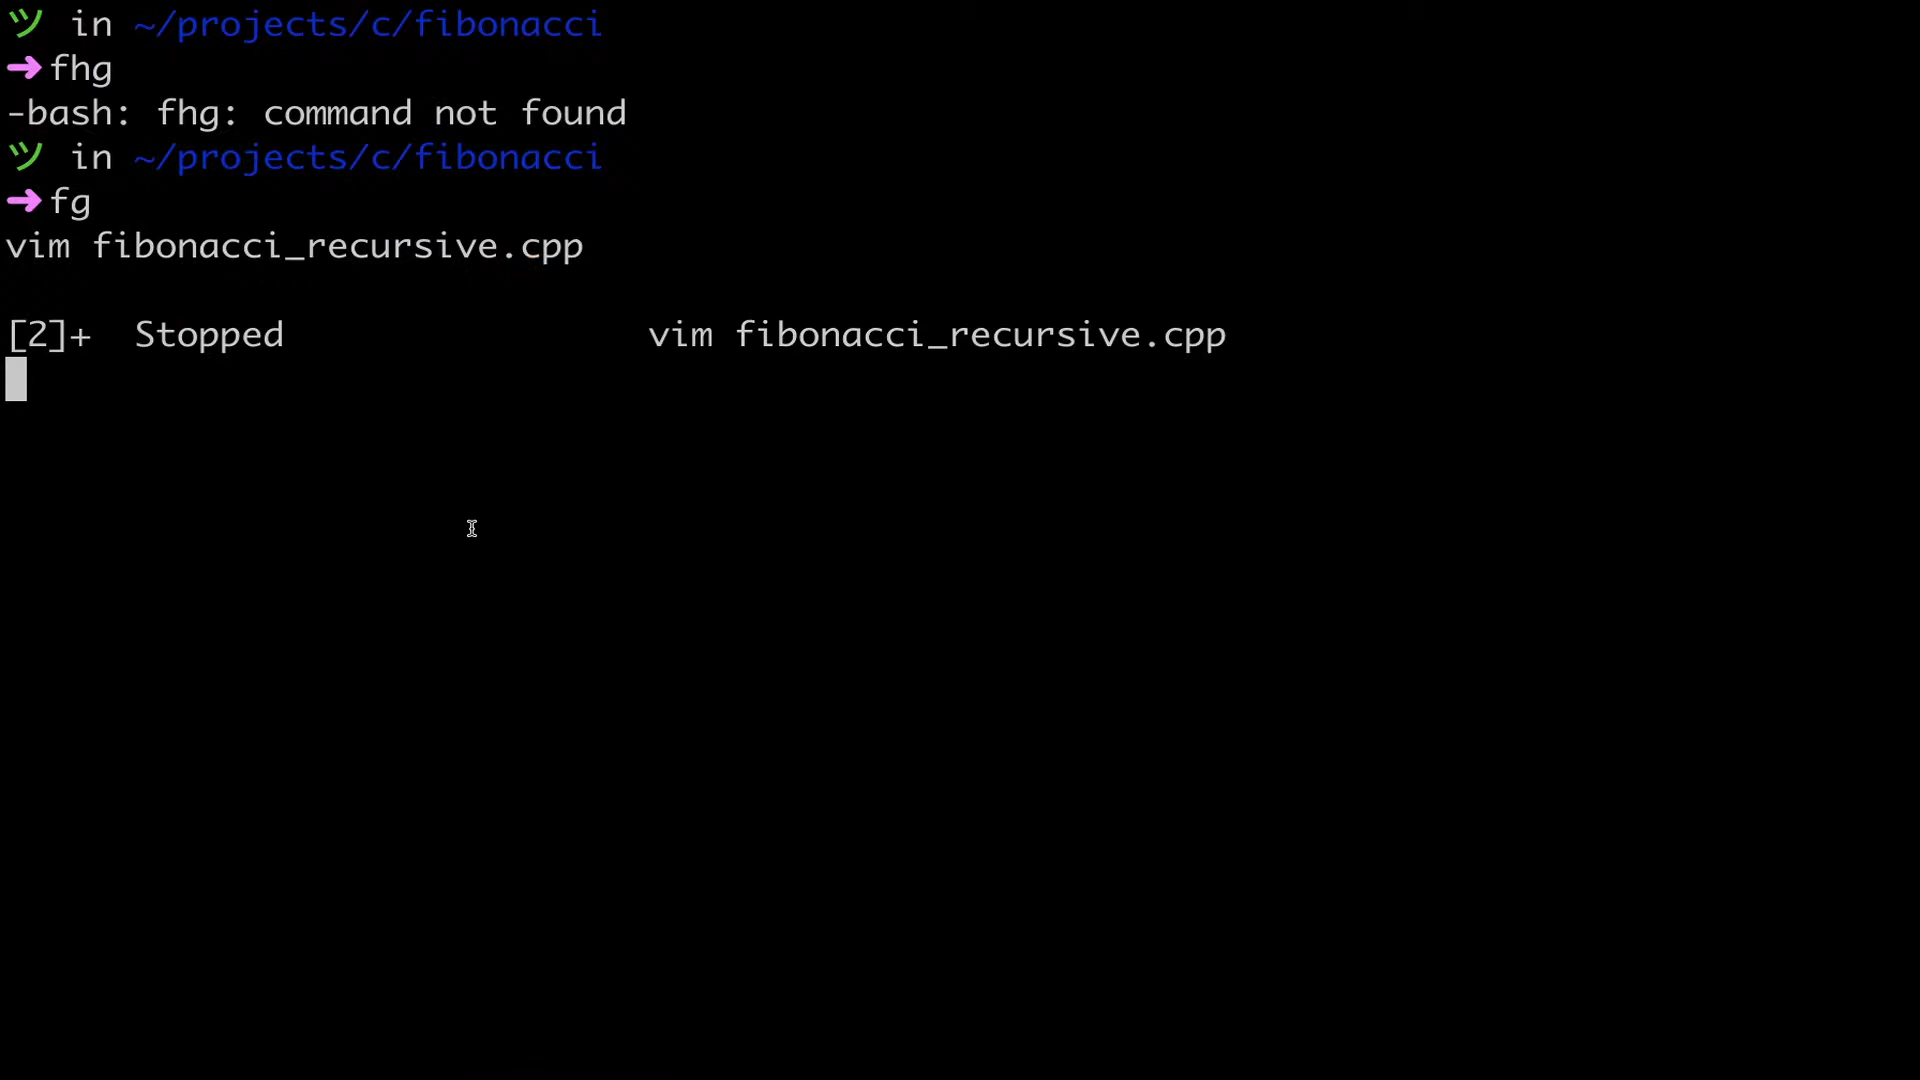 ツ in ~/projects/c/fibonacci
➜ fhg
-bash: fhg: command not found
ツ in ~/projects/c/fibonacci
➜ fg
vim fibonacci_recursive.cpp
[2]+  Stopped                 vim fibonacci_recursive.cpp